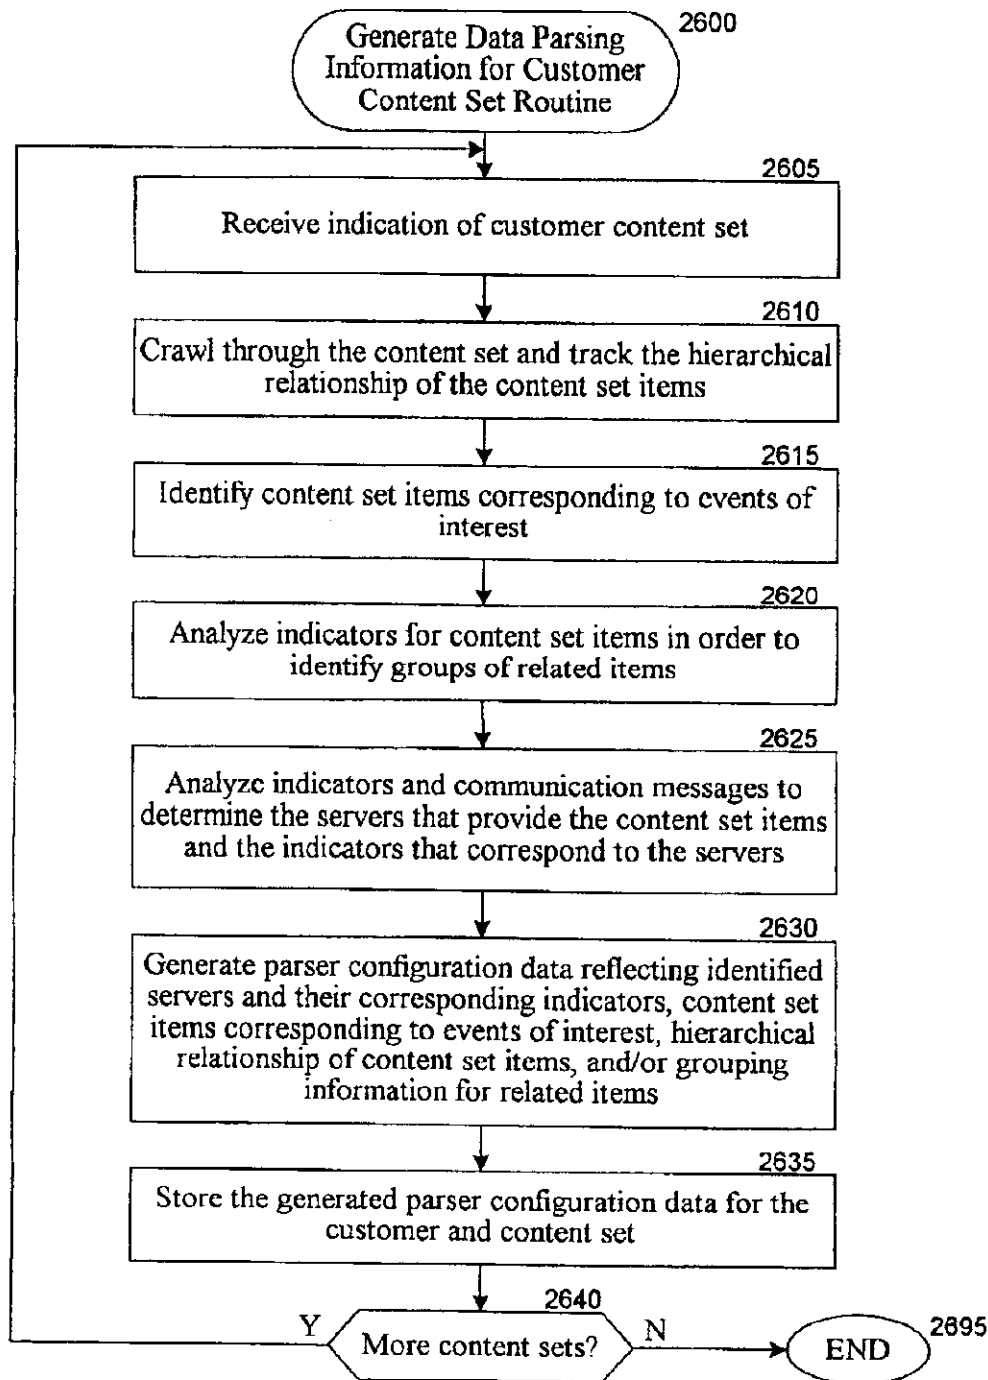 2600
Generate Data Parsing
Information for Customer
Content Set Routine
2605
Receive indication of customer content set
2610
Crawl through the content set and track the hierarchical
relationship of the content set items
2615
Identify content set items corresponding to events of
interest
2620
Analyze indicators for content set items in order to
identify groups of related items
2625
Analyze indicators and communication messages to
determine the servers that provide the content set items
and the indicators that correspond to the servers
2630
Generate parser configuration data reflecting identified
servers and their corresponding indicators, content set
items corresponding to events of interest, hierarchical
relationship of content set items, and/or grouping
information for related items
2635
Store the generated parser configuration data for the
customer and content set
2640
Y
More content sets?
N
END
2695